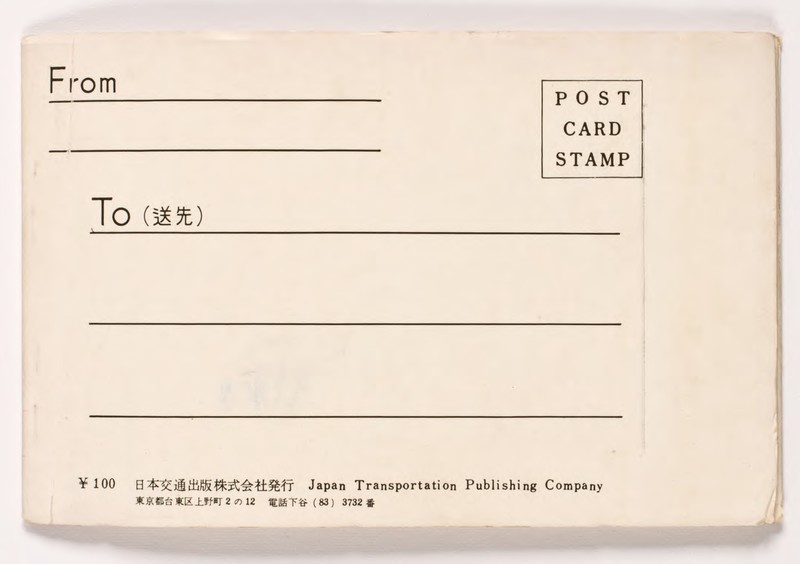 From
POST
CARD
STAMP
To (送先)
¥100 日本交通出版株式会社発行 Japan Transportation Publishing Company
東京都台東区上野町2の12 電話下谷(83) 3732番